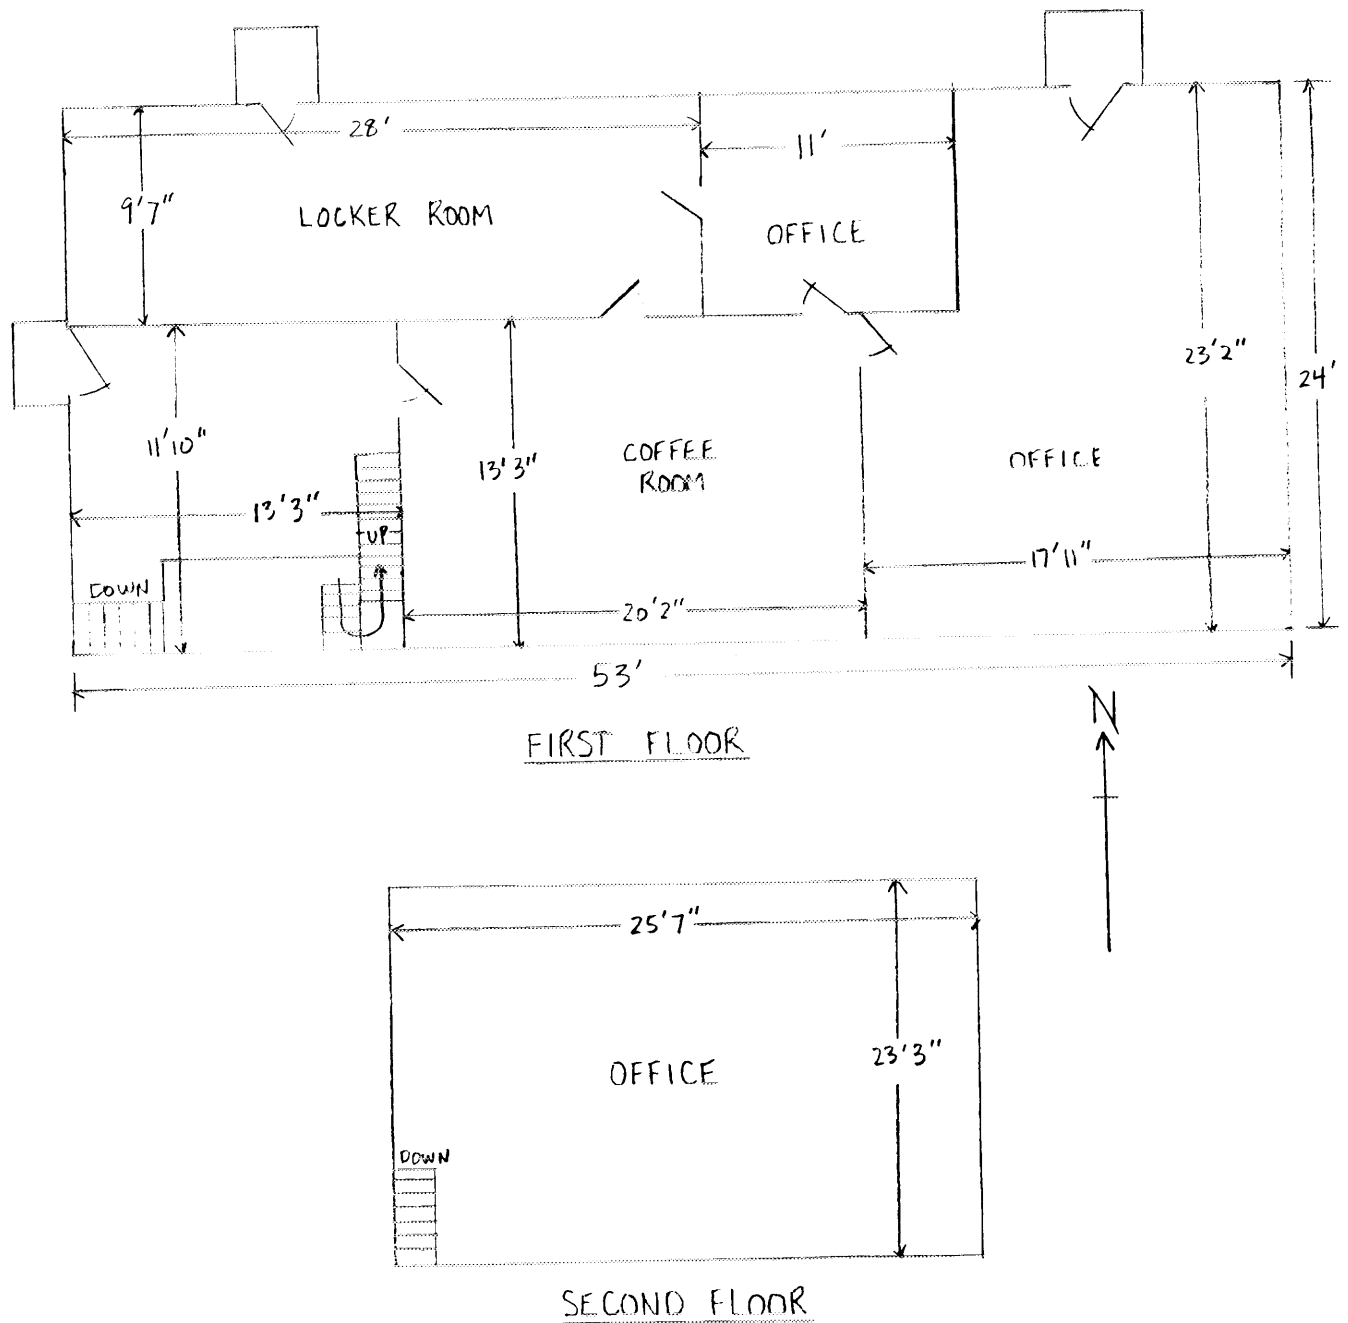 28'
11'
9'7"
LOCKER ROOM
OFFICE
23'2"
24'
11'10"
13'3"
COFFEE
ROOM
OFFICE
13'3"
UP
17'11"
DOWN
20'2"
53'
FIRST FLOOR
N
25'7"
OFFICE
23'3"
DOWN
SECOND FLOOR